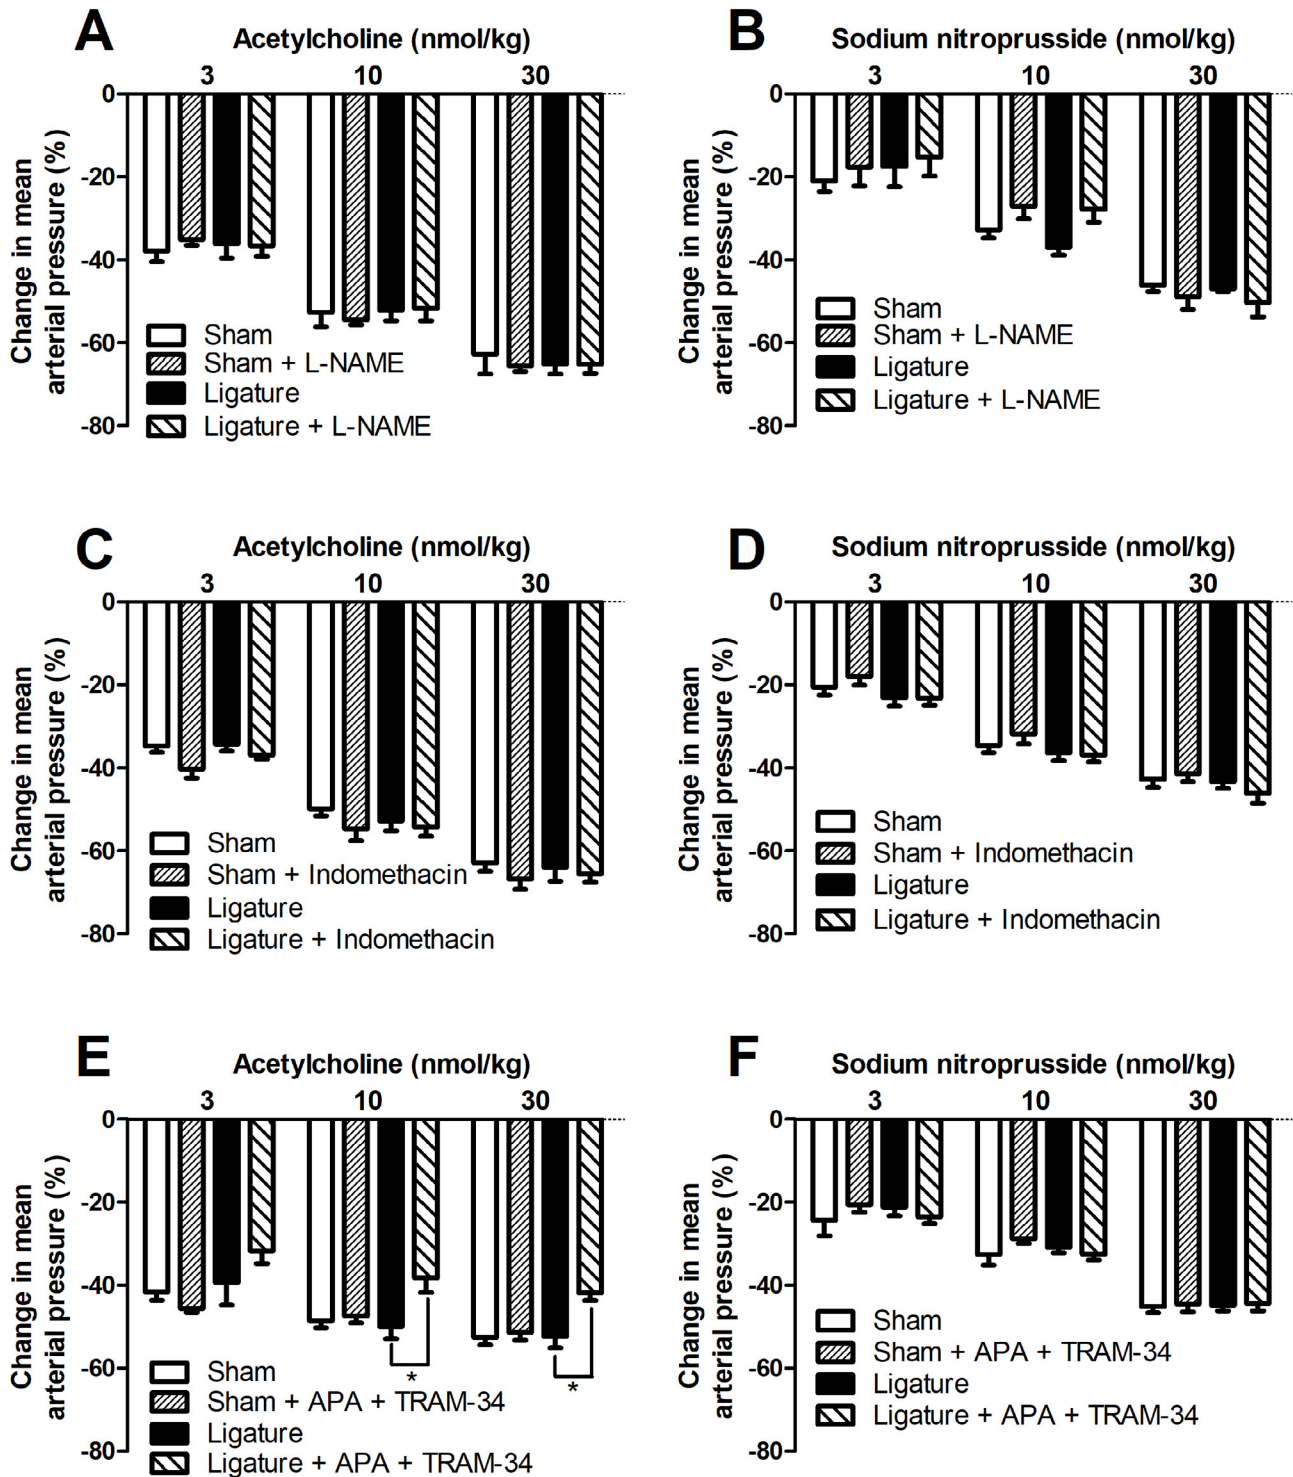 A
Acetylcholine (nmol/kg)
3 10 30
Change in mean
arterial pressure (%)
0
-20
-40
-60
-80
Sham
Sham + L-NAME
Ligature
Ligature + L-NAME
B
Sodium nitroprusside (nmol/kg)
3 10 30
Change in mean
arterial pressure (%)
0
-20
-40
-60
-80
Sham
Sham + L-NAME
Ligature
Ligature + L-NAME
C
Acetylcholine (nmol/kg)
3 10 30
Change in mean
arterial pressure (%)
0
-20
-40
-60
-80
Sham
Sham + Indomethacin
Ligature
Ligature + Indomethacin
D
Sodium nitroprusside (nmol/kg)
3 10 30
Change in mean
arterial pressure (%)
0
-20
-40
-60
-80
Sham
Sham + Indomethacin
Ligature
Ligature + Indomethacin
E
Acetylcholine (nmol/kg)
3 10 30
Change in mean
arterial pressure (%)
0
-20
-40
-60
-80
* *
Sham
Sham + APA + TRAM-34
Ligature
Ligature + APA + TRAM-34
F
Sodium nitroprusside (nmol/kg)
3 10 30
Change in mean
arterial pressure (%)
0
-20
-40
-60
-80
Sham
Sham + APA + TRAM-34
Ligature
Ligature + APA + TRAM-34